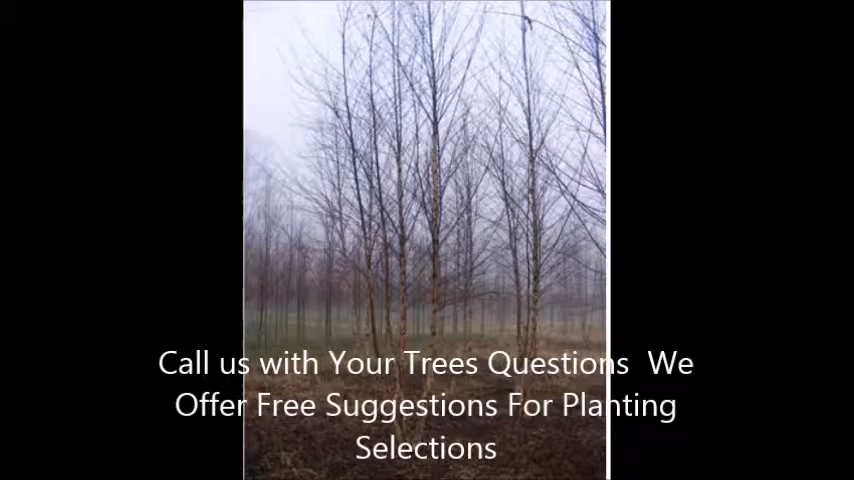 Call us with Your Trees Questions  We
Offer Free Suggestions For Planting
Selections